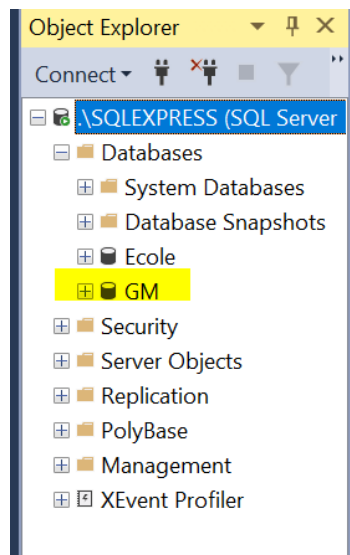 Object Explorer
Connect
.\SQLEXPRESS (SQL Server
Databases
System Databases
Database Snapshots
Ecole
GM
Security
Server Objects
Replication
PolyBase
Management
XEvent Profiler